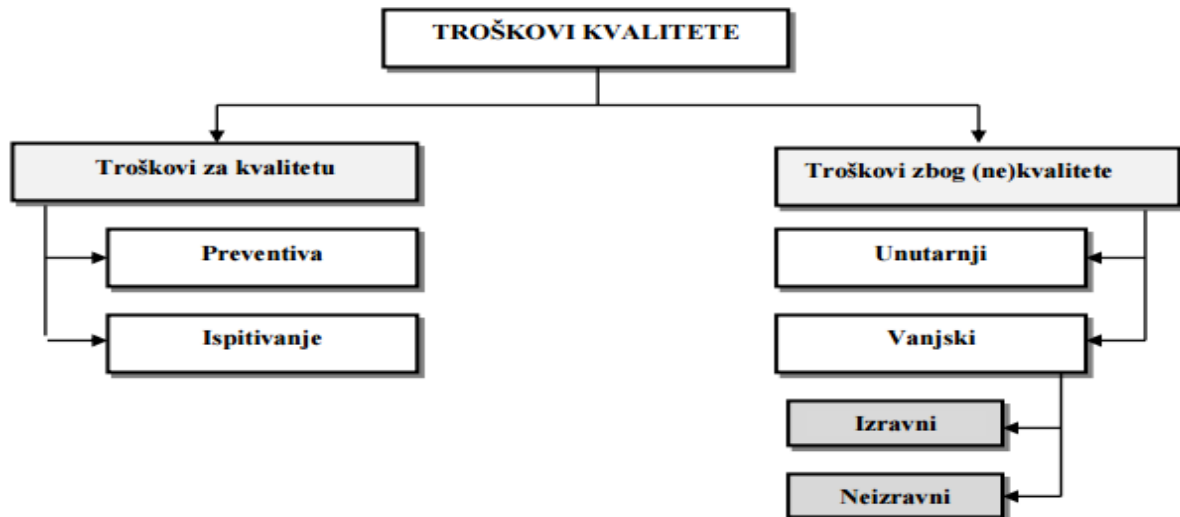 TROŠKOVI KVALITETE
Troškovi za kvalitetu
Preventiva
Ispitivanje
Troškovi zbog (ne)kvalitete
Unutarnji
Vanjski
Izravni
Neizravni